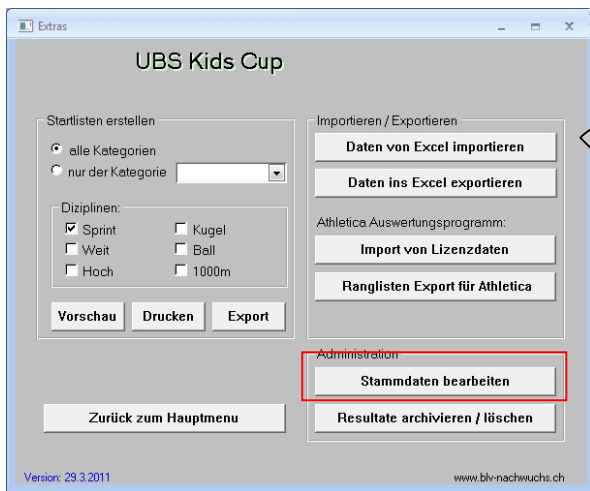 Extras
UBS Kids Cup
Startlisten erstellen
alle Kategorien
nur der Kategorie
Diziplinen:
Sprint
Kugel
Weit
Ball
Hoch
1000m
Vorschau
Drucken
Export
Importieren / Exportieren
Daten von Excel importieren
Daten ins Excel exportieren
Athletica Auswertungsprogramm:
Import von Lizenzdaten
Ranglisten Export für Athletica
Administration
Stammdaten bearbeiten
Zurück zum Hauptmenu
Resultate archivieren / löschen
Version: 29.3.2011
www.blv-nachwuchs.ch